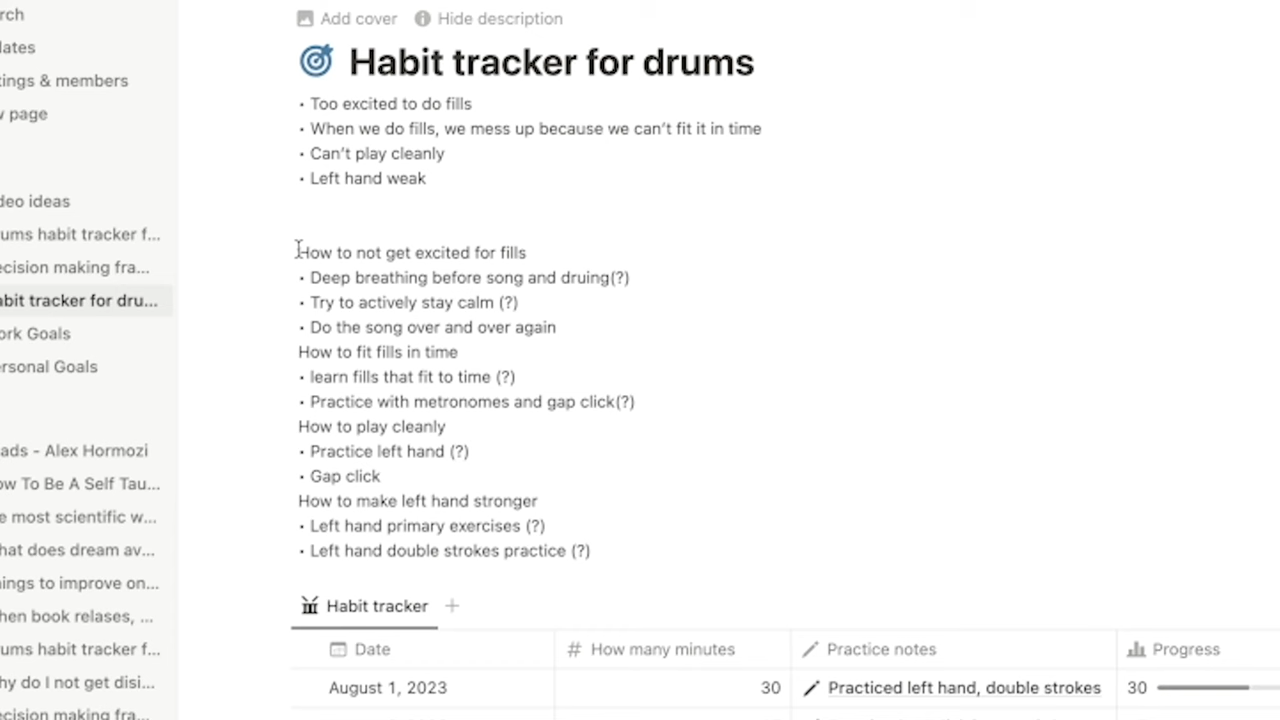 rch
Add cover Hide description
lates
Habit tracker for drums
tings & members
• Too excited to do fills
w page
• When we do fills, we mess up because we can't fit it in time
• Can't play cleanly
• Left hand weak
deo ideas
ums habit tracker f...
How to not get excited for fills
ecision making fra...
• Deep breathing before song and druing(?)
abit tracker for dru...
• Try to actively stay calm (?)
• Do the song over and over again
ork Goals
How to fit fills in time
ersonal Goals
• learn fills that fit to time (?)
• Practice with metronomes and gap click(?)
How to play cleanly
ads - Alex Hormozi
• Practice left hand (?)
ow To Be A Self Tau...
• Gap click
How to make left hand stronger
e most scientific w...
• Left hand primary exercises (?)
hat does dream av...
• Left hand double strokes practice (?)
ings to improve on...
Habit tracker +
hen book relases, ...
ums habit tracker f...
Date # How many minutes Practice notes Progress
hy do I not get disi...
August 1, 2023 30 Practiced left hand, double strokes 30
ecision making fra...